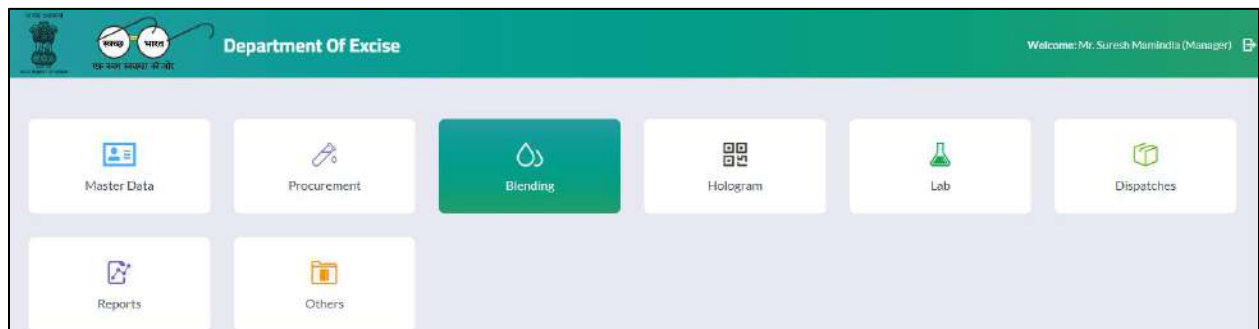 स्वच्छ भारत
एक कदम स्वच्छता की ओर
Department Of Excise
Welcome: Mr. Suresh Mamindla (Manager)
Master Data
Procurement
Blending
Hologram
Lab
Dispatches
Reports
Others